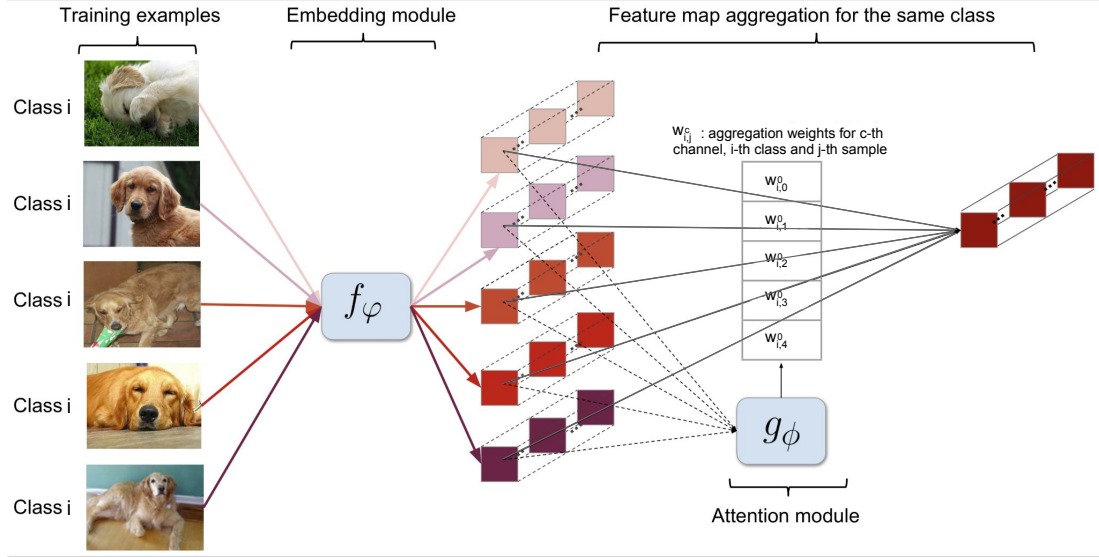 Training examples
Embedding module
Feature map aggregation for the same class
Class i
Class i
Class i
Class i
Class i
f_φ
w^c_{i,j} : aggregation weights for c-th
channel, i-th class and j-th sample
w^0_{i,0}
w^0_{i,1}
w^0_{i,2}
w^0_{i,3}
w^0_{i,4}
g_ϕ
Attention module